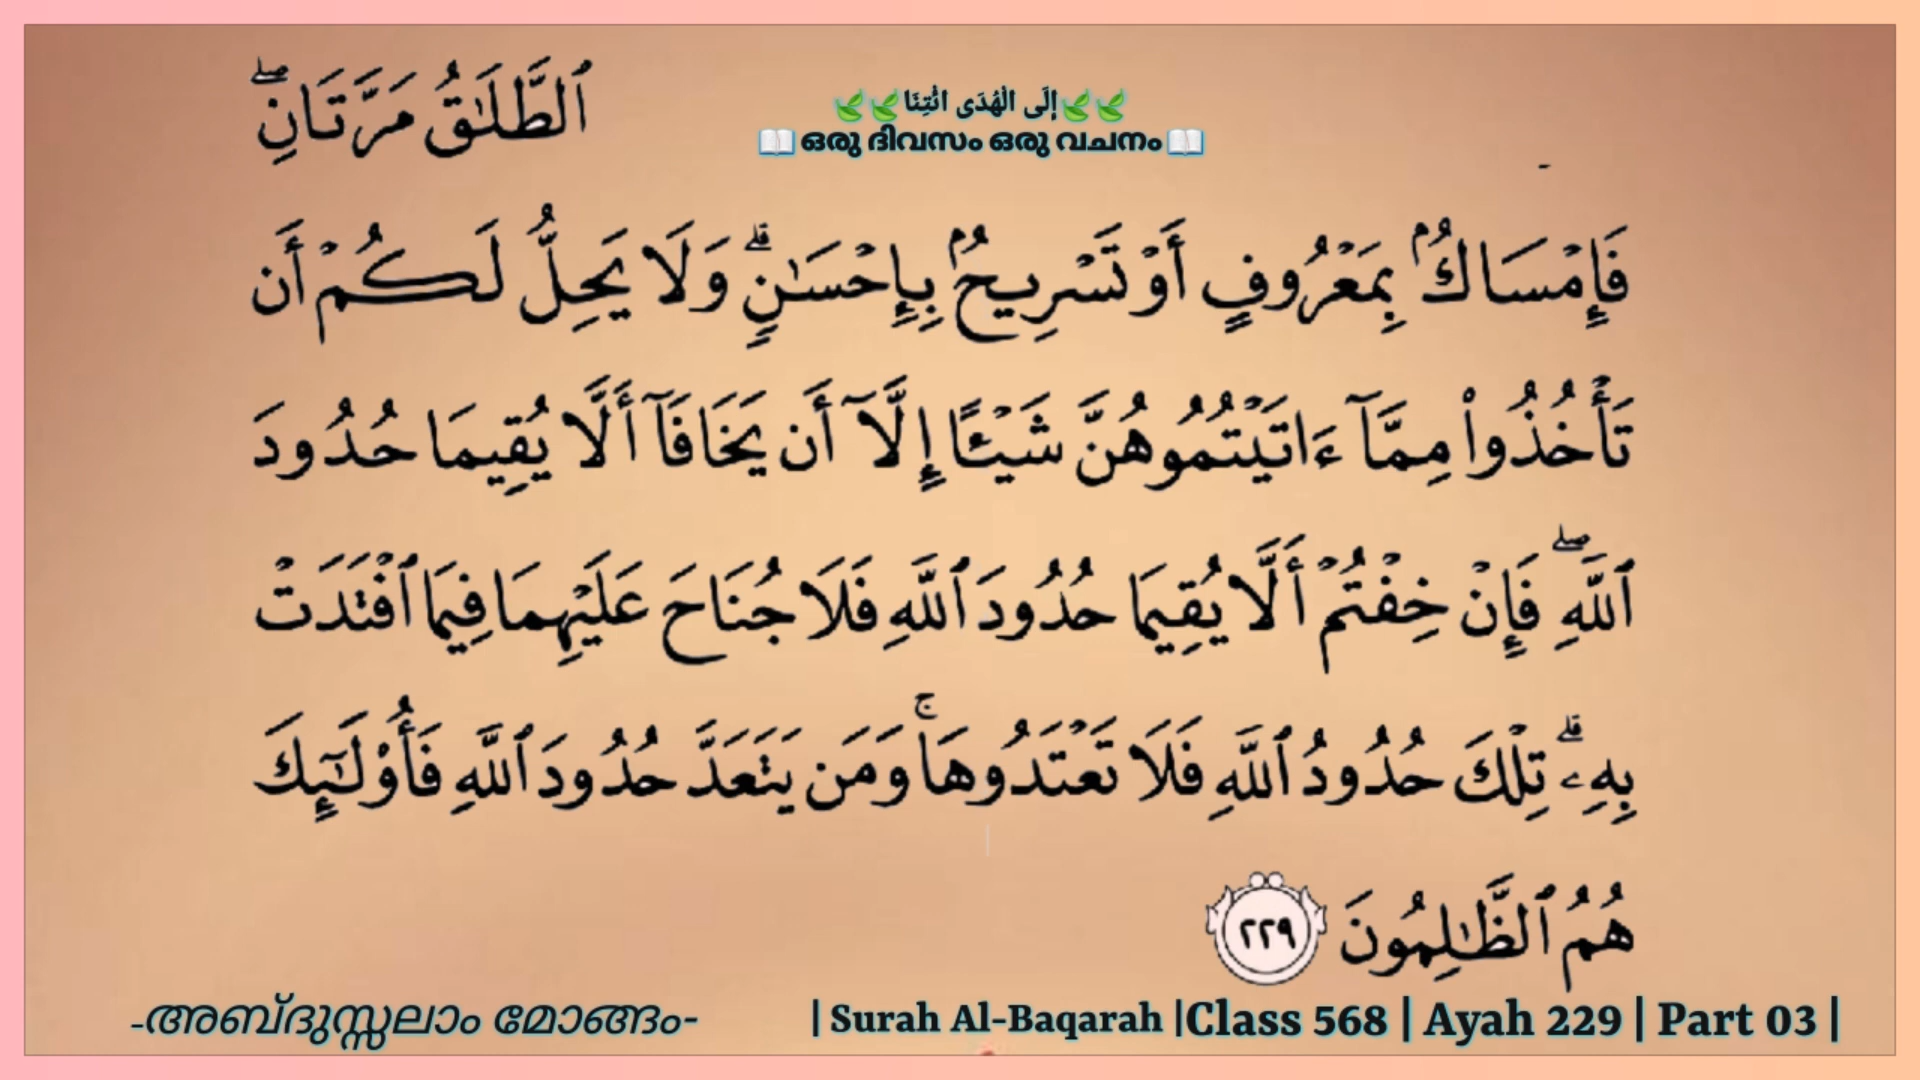 ٱلطَّلَـٰقُ مَرَّتَانِۖ
🍃🍃إِلَى الْهُدَى ائْتِنَا🍃🍃
📖ഒരു ദിവസം ഒരു വചനം📖
فَإِمْسَاكُۢ بِمَعْرُوفٍ أَوْ تَسْرِيحُۢ بِإِحْسَـٰنٍۗ وَلَا يَحِلُّ لَكُمْ أَن
تَأْخُذُوا۟ مِمَّآ ءَاتَيْتُمُوهُنَّ شَيْـًٔا إِلَّآ أَن يَخَافَآ أَلَّا يُقِيمَا حُدُودَ
ٱللَّهِۖ فَإِنْ خِفْتُمْ أَلَّا يُقِيمَا حُدُودَ ٱللَّهِ فَلَا جُنَاحَ عَلَيْهِمَا فِيمَا ٱفْتَدَتْ
بِهِۦۗ تِلْكَ حُدُودُ ٱللَّهِ فَلَا تَعْتَدُوهَاۚ وَمَن يَتَعَدَّ حُدُودَ ٱللَّهِ فَأُو۟لَـٰٓئِكَ
هُمُ ٱلظَّـٰلِمُونَ ٢٢٩
-അബ്ദുസ്സലാം മോങ്ങം-
| Surah Al-Baqarah |Class 568 | Ayah 229 | Part 03 |